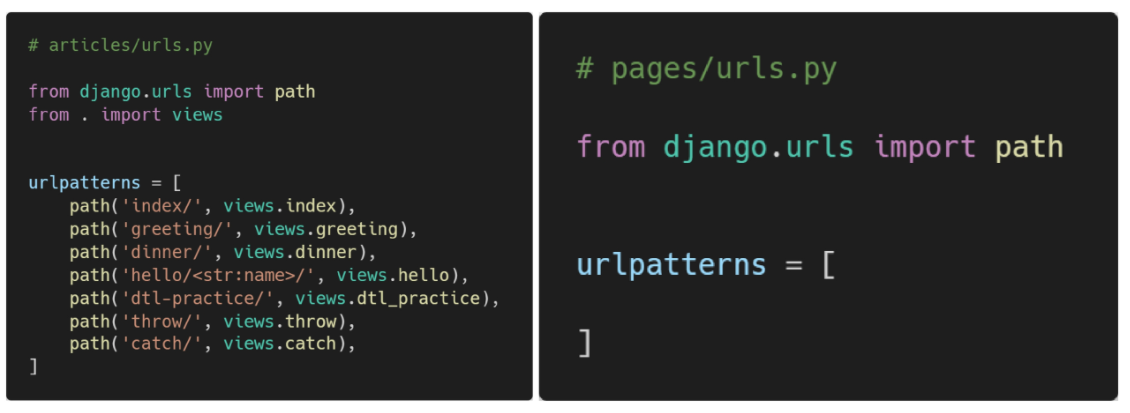 # articles/urls.py
from django.urls import path
from . import views
urlpatterns = [
path('index/', views.index),
path('greeting/', views.greeting),
path('dinner/', views.dinner),
path('hello/<str:name>/', views.hello),
path('dtl-practice/', views.dtl_practice),
path('throw/', views.throw),
path('catch/', views.catch),
]
# pages/urls.py
from django.urls import path
urlpatterns = [
]